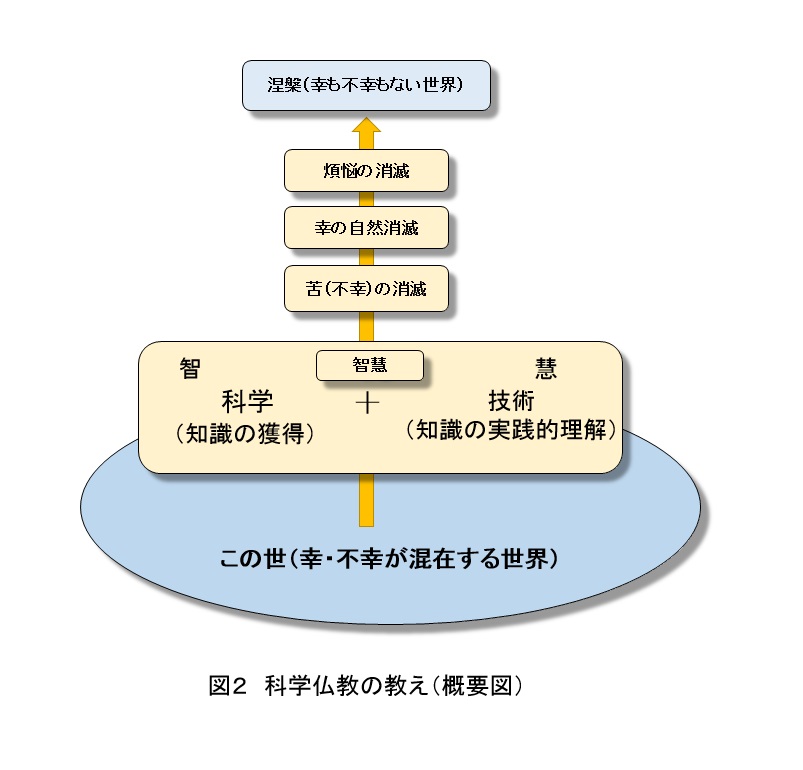 涅槃(幸も不幸もない世界)
煩悩の消滅
幸の自然消滅
苦(不幸)の消滅
智 智慧 慧
科学 + 技術
(知識の獲得) (知識の実践的理解)
この世(幸・不幸が混在する世界)
図2 科学仏教の教え(概要図)